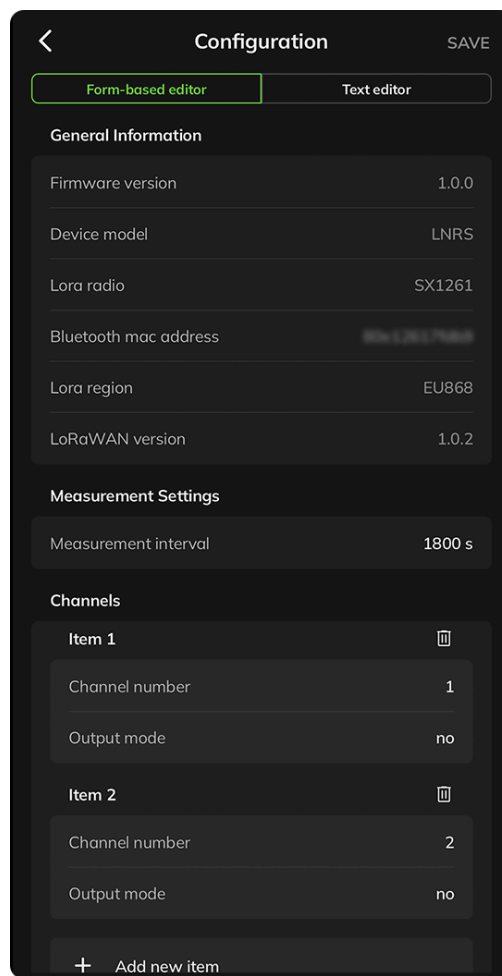 Configuration SAVE
Form-based editor Text editor
General Information
Firmware version 1.0.0
Device model LNRS
Lora radio SX1261
Bluetooth mac address
Lora region EU868
LoRaWAN version 1.0.2
Measurement Settings
Measurement interval 1800 s
Channels
Item 1
Channel number 1
Output mode no
Item 2
Channel number 2
Output mode no
+ Add new item